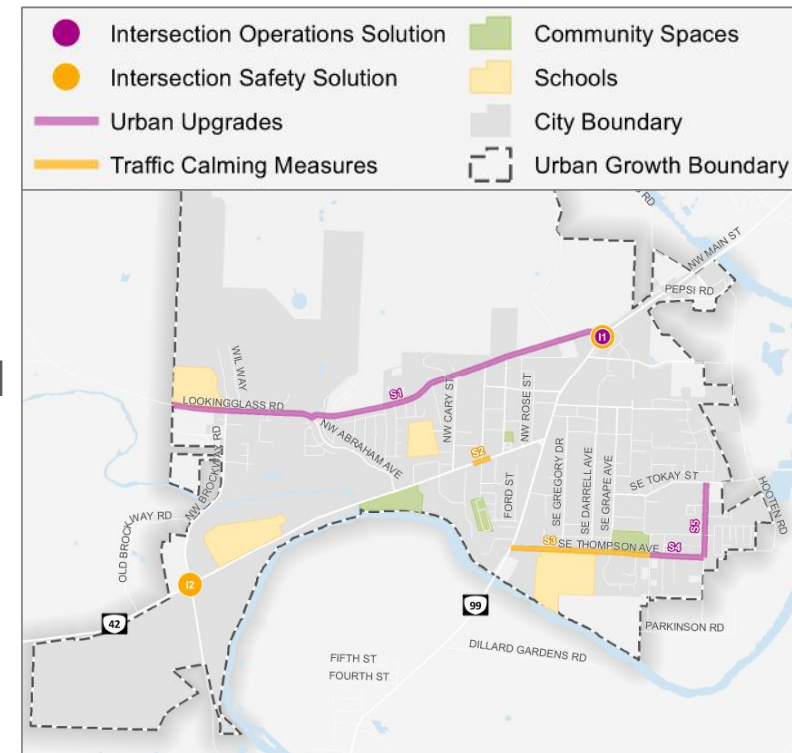 Intersection Operations Solution
Community Spaces
Intersection Safety Solution
Schools
Urban Upgrades
City Boundary
Traffic Calming Measures
Urban Growth Boundary
RD
NW MAIN ST
PEPSI RD
I1
WIL WAY
S1
LOOKINGGLASS RD
NW CARY ST
NW ROSE ST
NW ABRAHAM AVE
S2
NW BROCKWAY RD
FORD ST
SE GREGORY DR
SE DARRELL AVE
SE GRAPE AVE
SE TOKAY ST
HOOTEN RD
OLD BROCKWAY RD
S5
S3
SE THOMPSON AVE
S4
I2
99
42
PARKINSON RD
DILLARD GARDENS RD
FIFTH ST
FOURTH ST